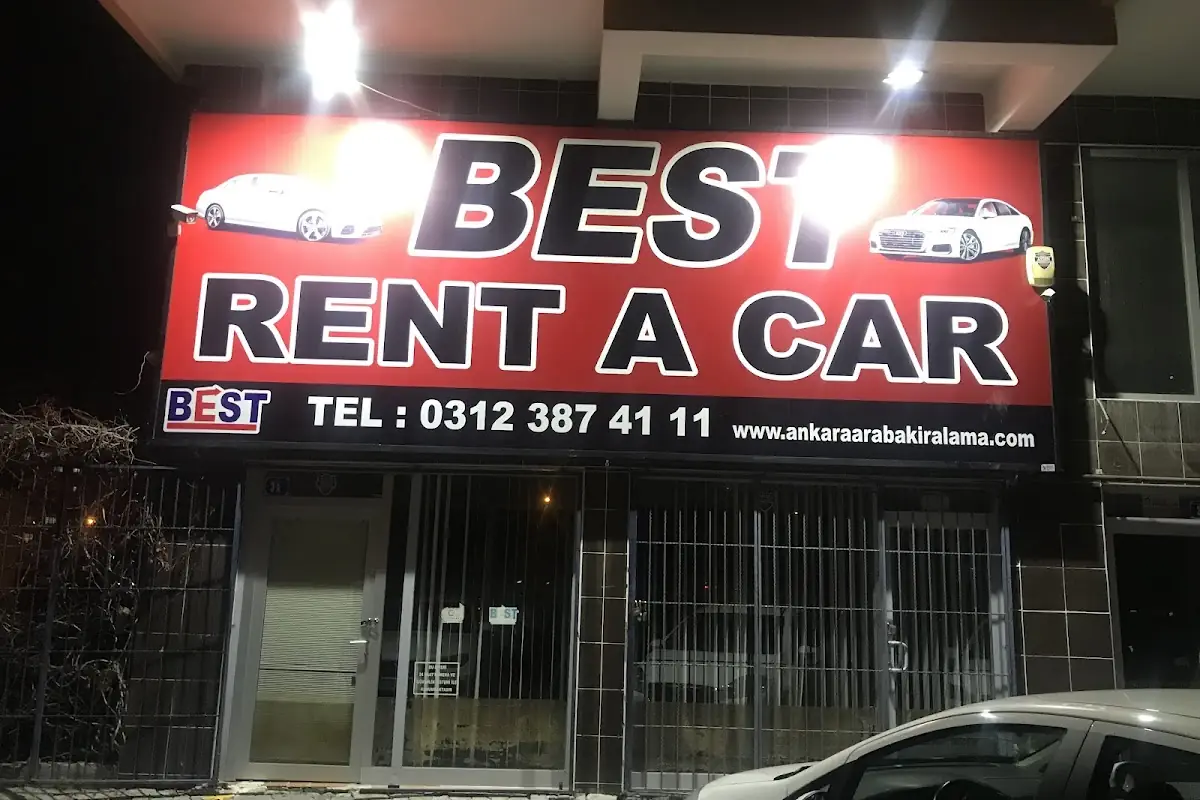 BEST
RENT A CAR
BEST
TEL : 0312 387 41 11
www.ankaraarabakiralama.com
BEST